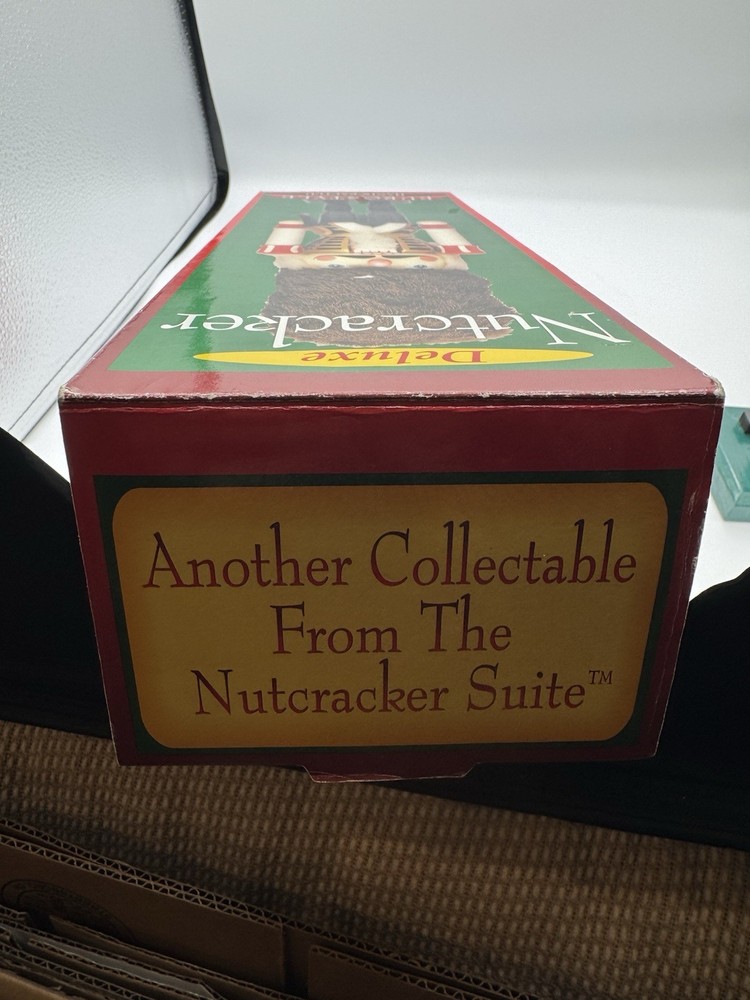 Deluxe
Nutcracker
Another Collectable
From The
Nutcracker Suite™